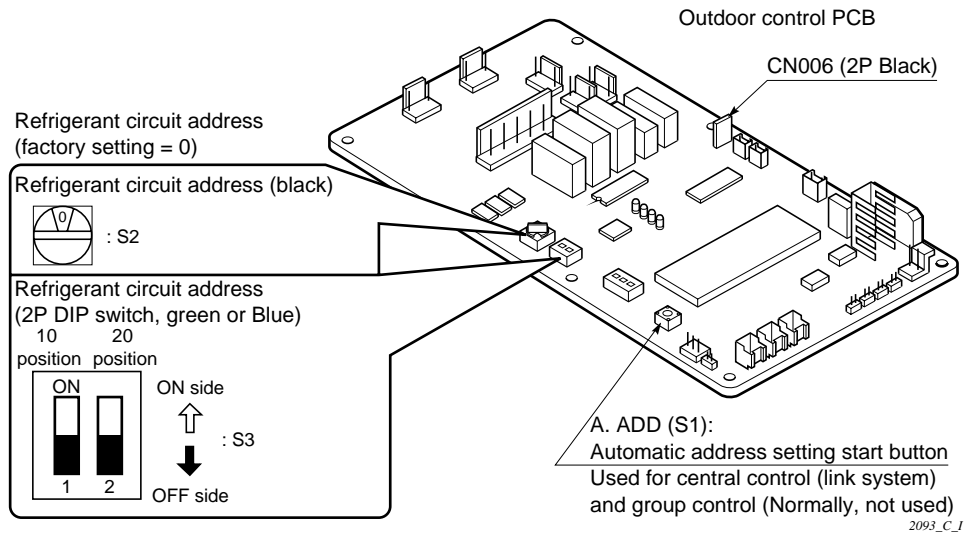 Outdoor control PCB
CN006 (2P Black)
Refrigerant circuit address
(factory setting = 0)
Refrigerant circuit address (black)
0
: S2
Refrigerant circuit address
(2P DIP switch, green or Blue)
10 20
position position
ON
ON side
: S3
1 2
OFF side
A. ADD (S1):
Automatic address setting start button
Used for central control (link system)
and group control (Normally, not used)
2093_C_I